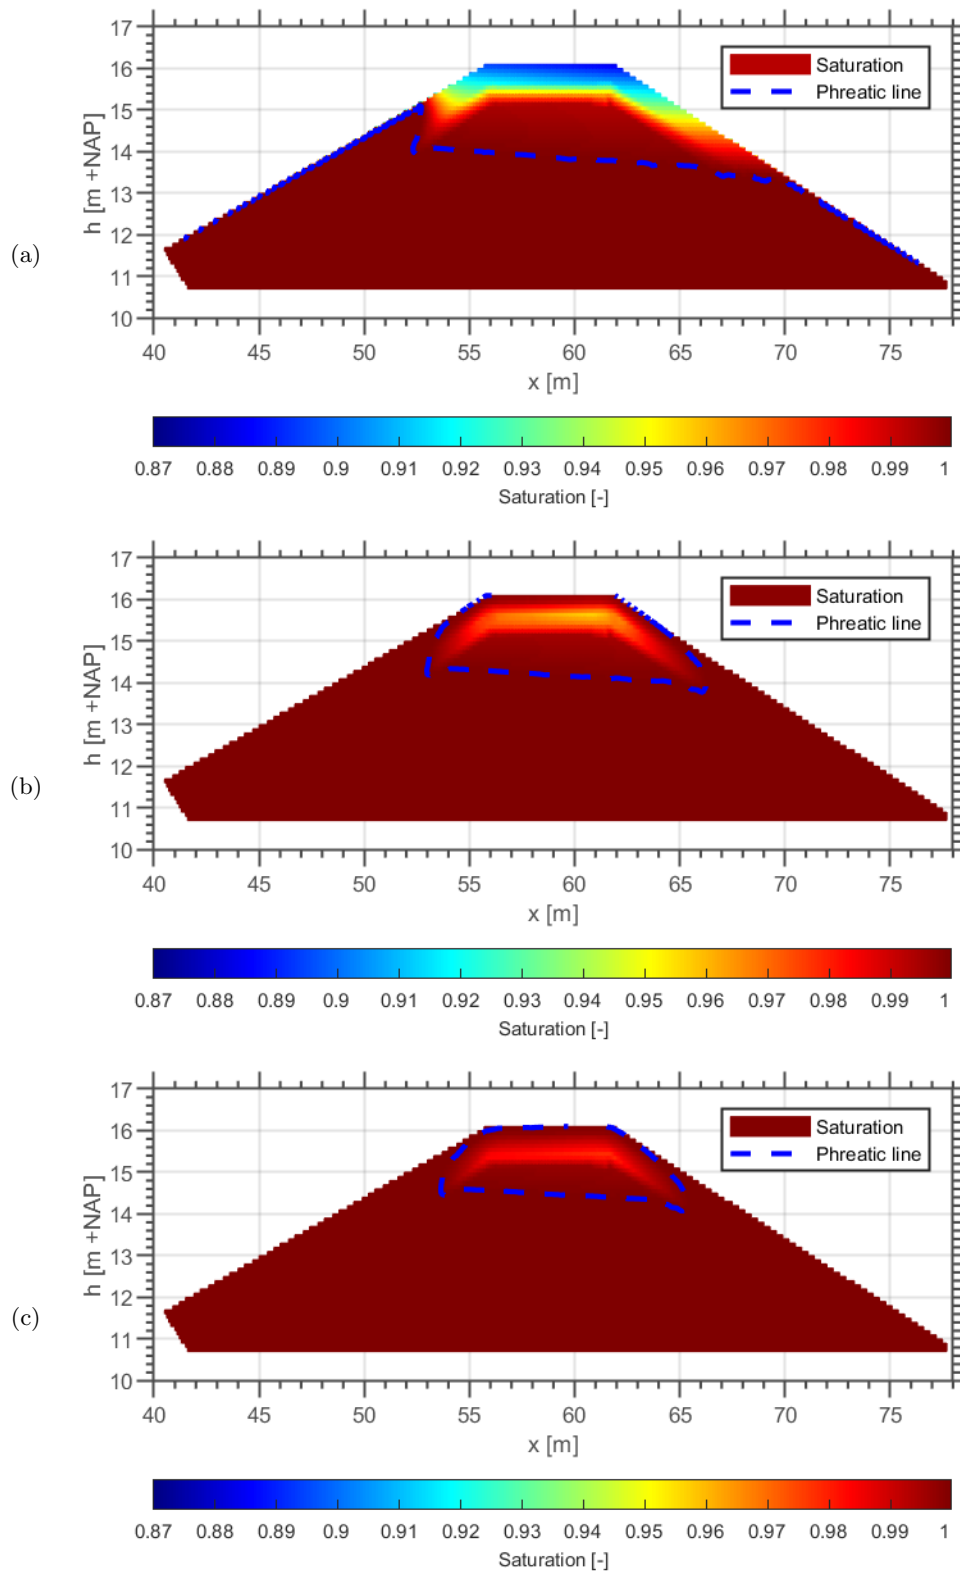 (a)
17
16
15
14
13
12
11
10
h [m +NAP]
Saturation
Phreatic line
40 45 50 55 60 65 70 75
x [m]
0.87 0.88 0.89 0.9 0.91 0.92 0.93 0.94 0.95 0.96 0.97 0.98 0.99 1
Saturation [-]
(b)
17
16
15
14
13
12
11
10
h [m +NAP]
Saturation
Phreatic line
40 45 50 55 60 65 70 75
x [m]
0.87 0.88 0.89 0.9 0.91 0.92 0.93 0.94 0.95 0.96 0.97 0.98 0.99 1
Saturation [-]
(c)
17
16
15
14
13
12
11
10
h [m +NAP]
Saturation
Phreatic line
40 45 50 55 60 65 70 75
x [m]
0.87 0.88 0.89 0.9 0.91 0.92 0.93 0.94 0.95 0.96 0.97 0.98 0.99 1
Saturation [-]